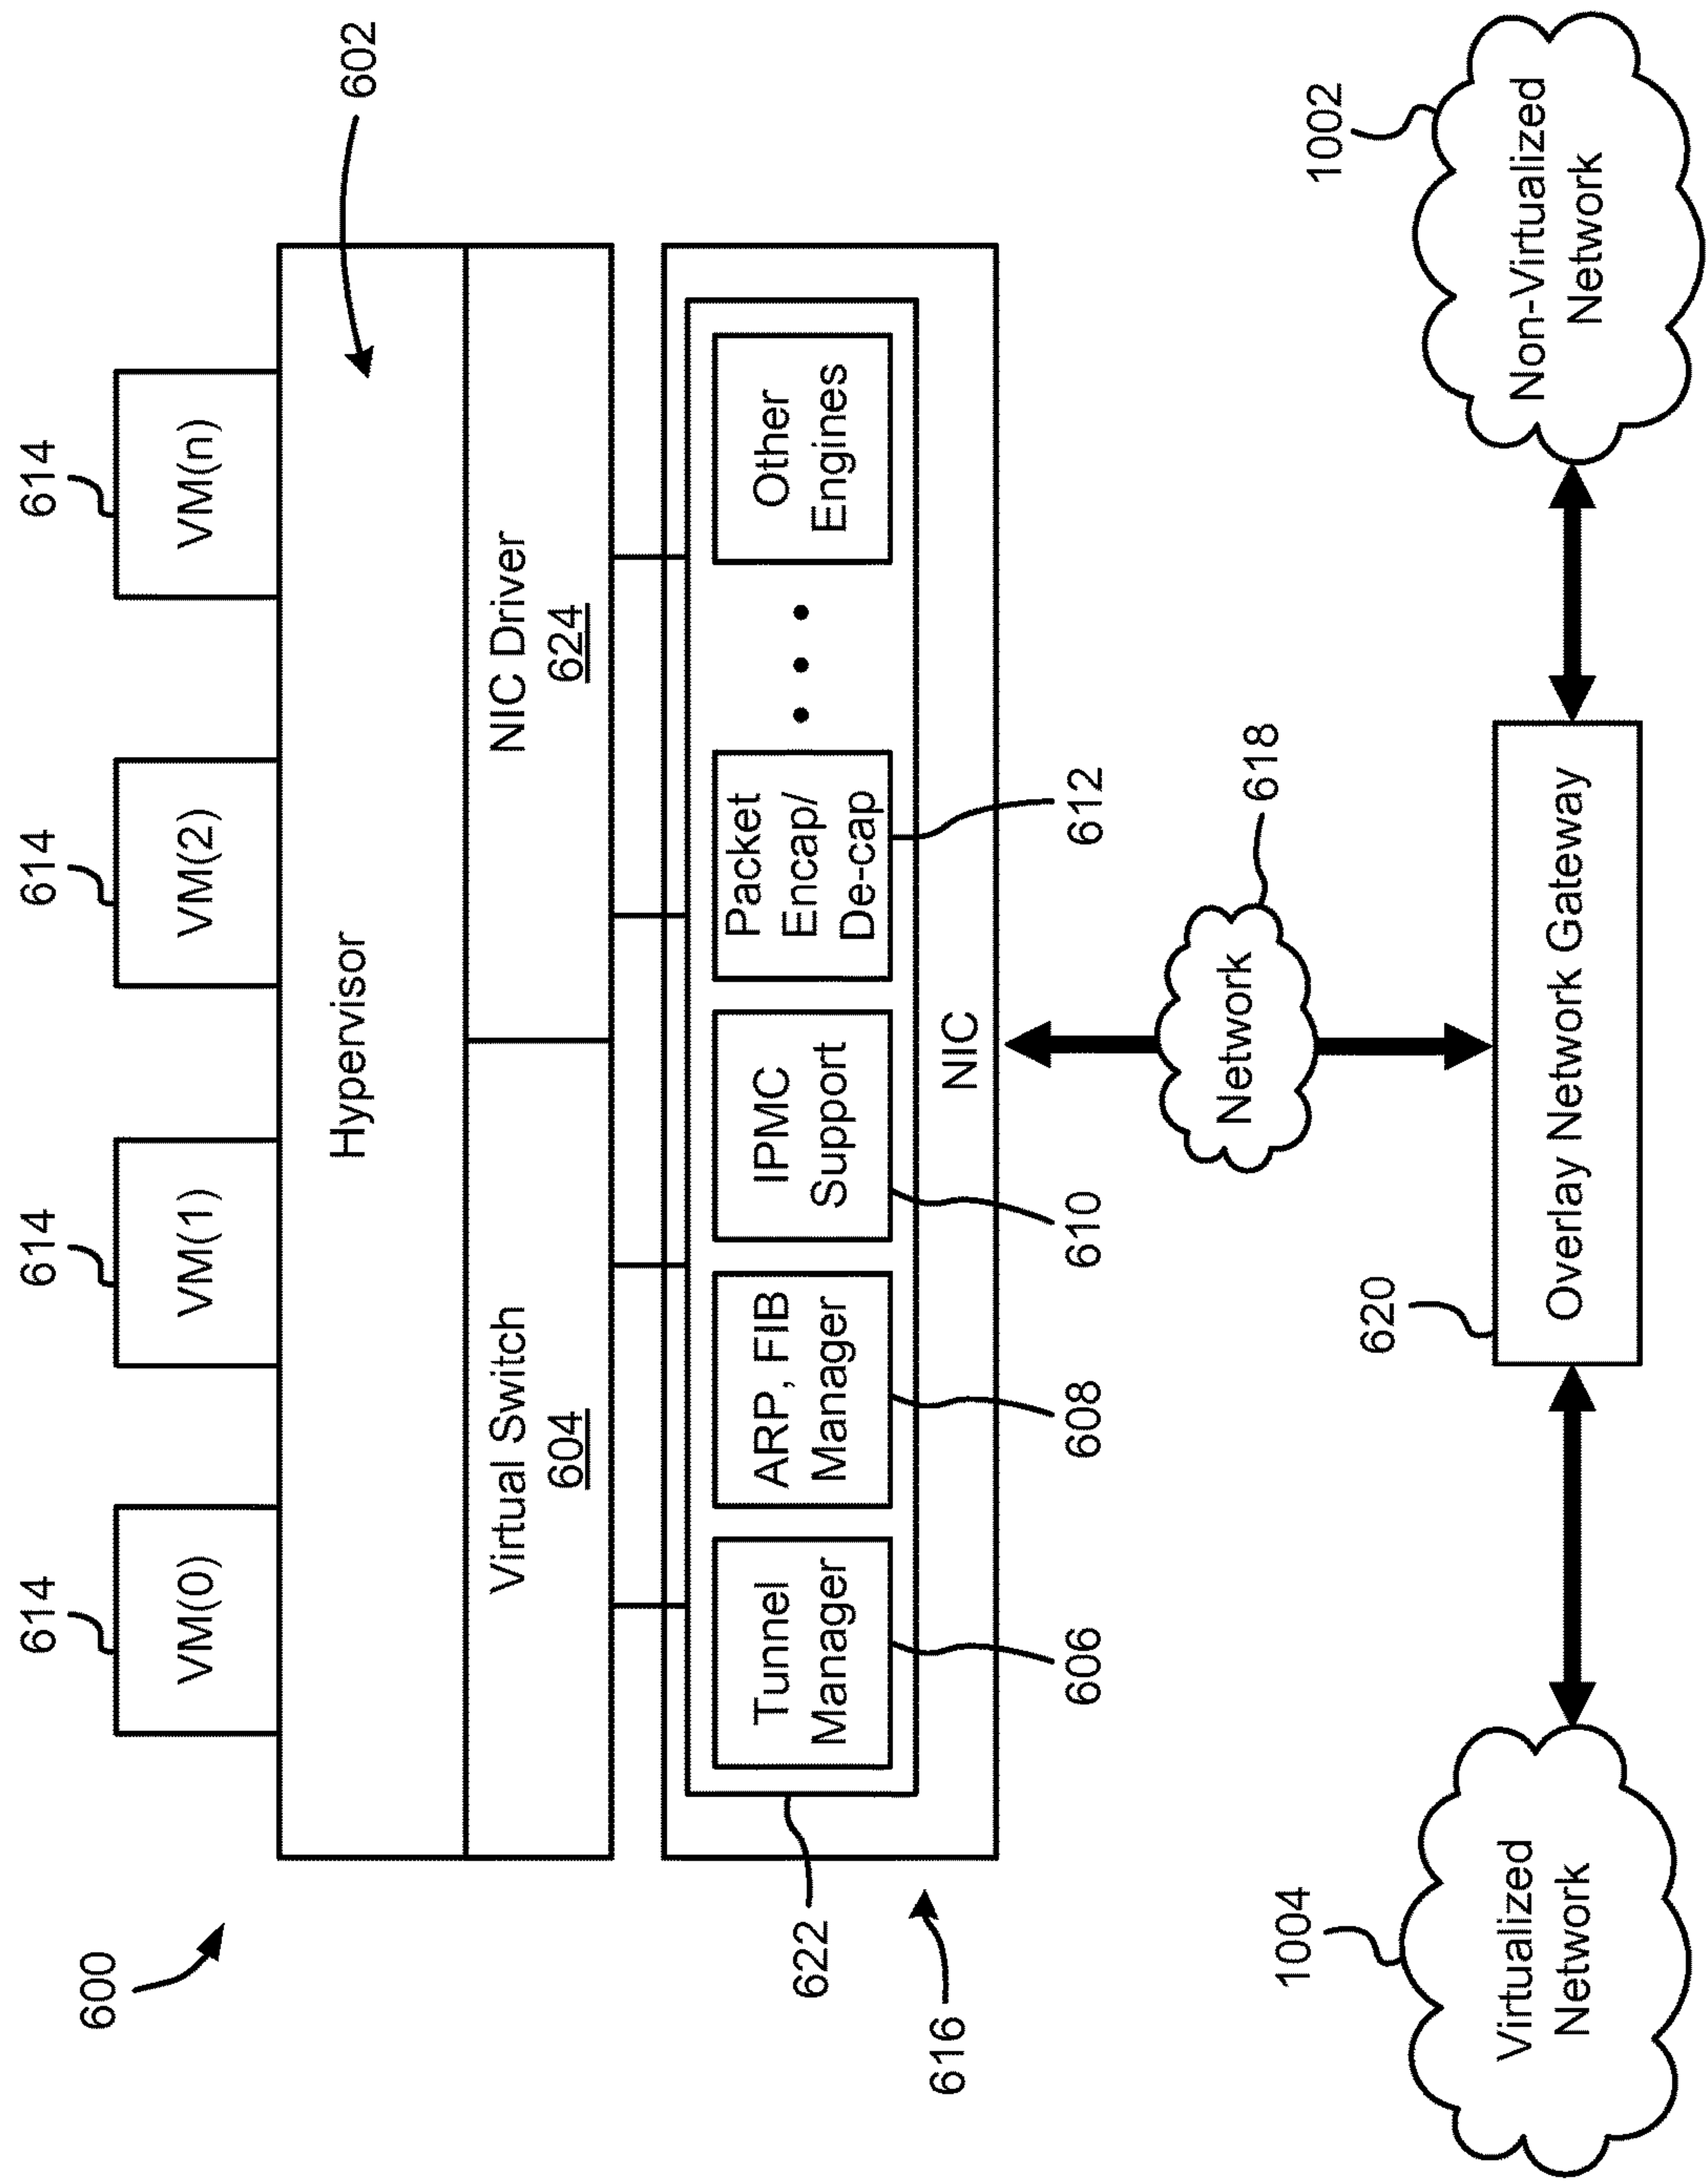 600
614
614
614
614
VM(0)
VM(1)
VM(2)
VM(n)
602
Hypervisor
Virtual Switch
604
NIC Driver
624
Tunnel
Manager
ARP, FIB
Manager
IPMC
Support
Packet
Encap/
De-cap
• • •
Other
Engines
NIC
622
616
606
608
610
612
Network
618
1004
Virtualized
Network
620
Overlay Network Gateway
1002
Non-Virtualized
Network